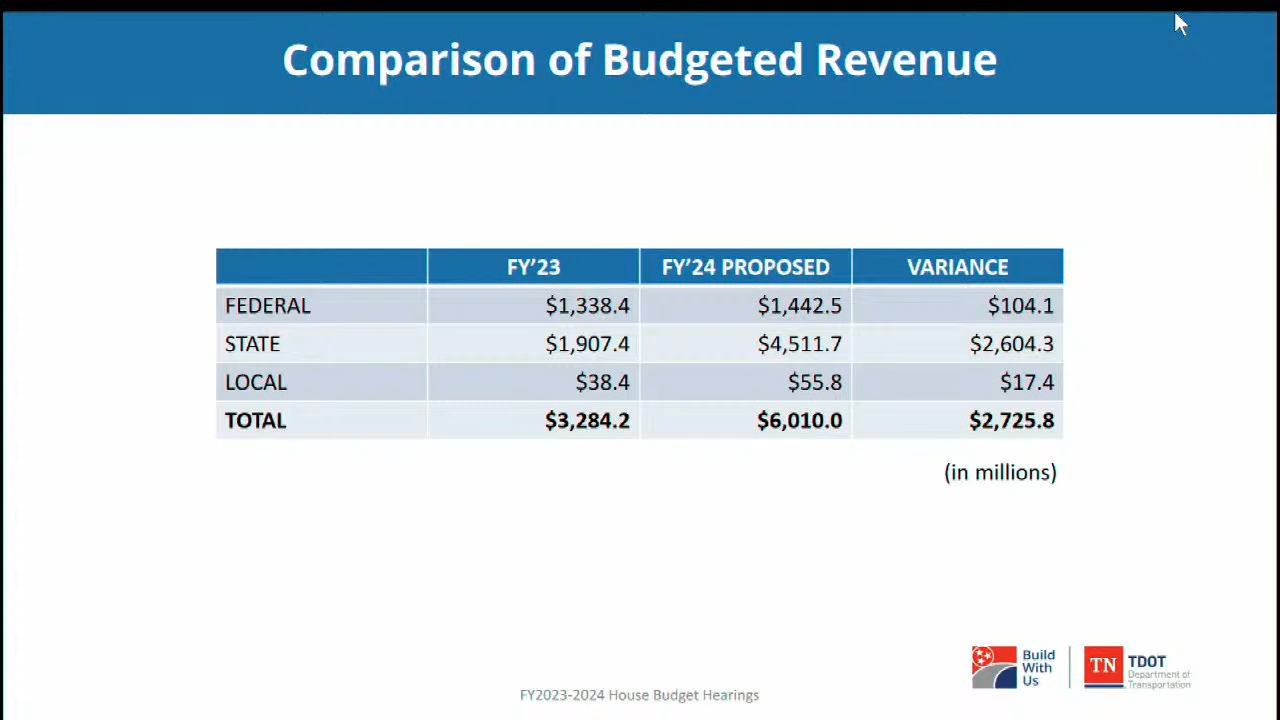 Comparison of Budgeted Revenue
FY’23 FY’24 PROPOSED VARIANCE
FEDERAL $1,338.4 $1,442.5 $104.1
STATE $1,907.4 $4,511.7 $2,604.3
LOCAL $38.4 $55.8 $17.4
TOTAL $3,284.2 $6,010.0 $2,725.8
(in millions)
Build
With
Us
TN
TDOT
Department of
Transportation
FY2023-2024 House Budget Hearings